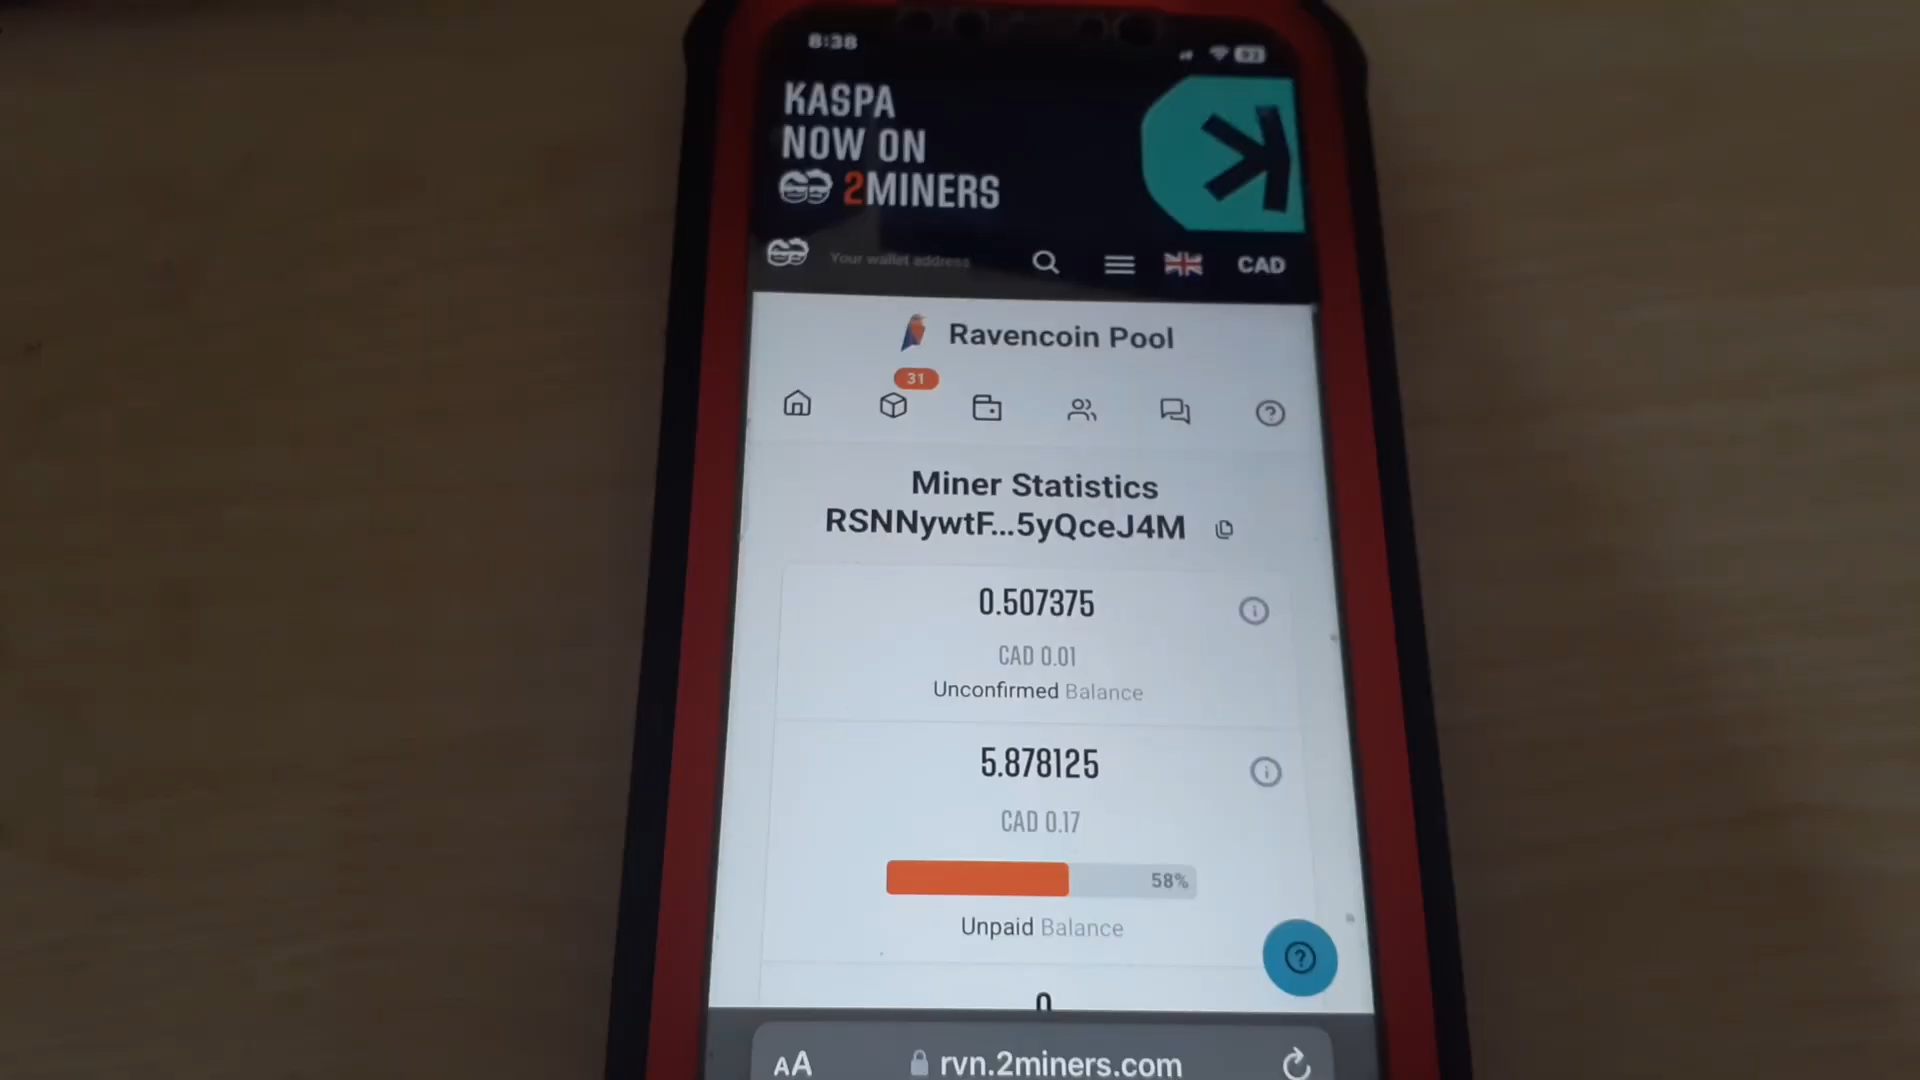 8:38
KASPA
NOW ON
2MINERS
Your wallet address
CAD
Ravencoin Pool
31
Miner Statistics
RSNNywtF...5yQceJ4M
0.507375
CAD 0.01
Unconfirmed Balance
5.878125
CAD 0.17
58%
Unpaid Balance
0
AA rvn.2miners.com